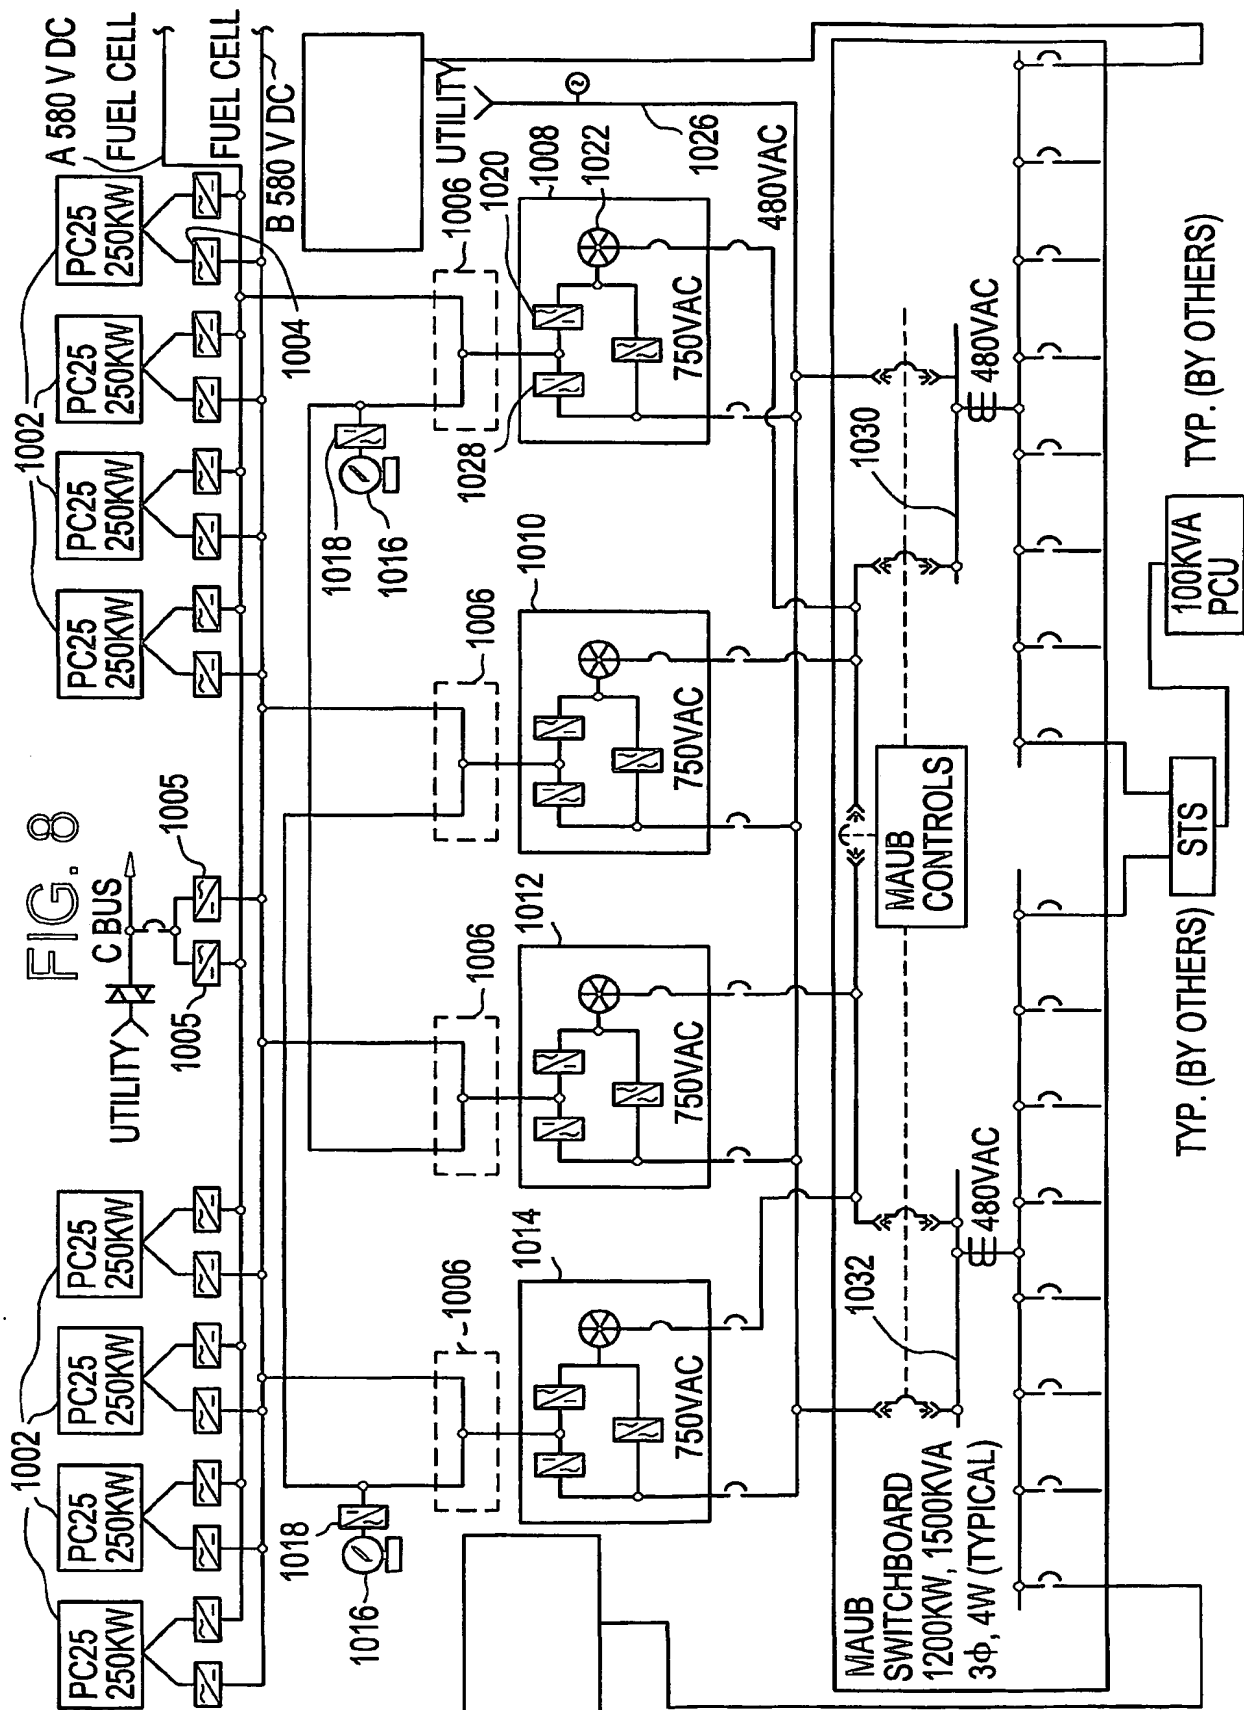 FIG. 8
1002
1002
PC25
250KW
PC25
250KW
PC25
250KW
PC25
250KW
PC25
250KW
PC25
250KW
PC25
250KW
PC25
250KW
A 580 V DC
FUEL CELL
FUEL CELL
B 580 V DC
UTILITY
C BUS
1005
1005
1004
1018
1016
1018
1016
1006
1006
1006
1006
UTILITY
1014
1012
1010
1020
1008
1022
1028
1026
750VAC
750VAC
750VAC
750VAC
480VAC
MAUB
SWITCHBOARD
1200KW, 1500KVA
3Φ, 4W (TYPICAL)
1032
480VAC
MAUB
CONTROLS
1030
480VAC
TYP. (BY OTHERS)
STS
100KVA
PCU
TYP. (BY OTHERS)